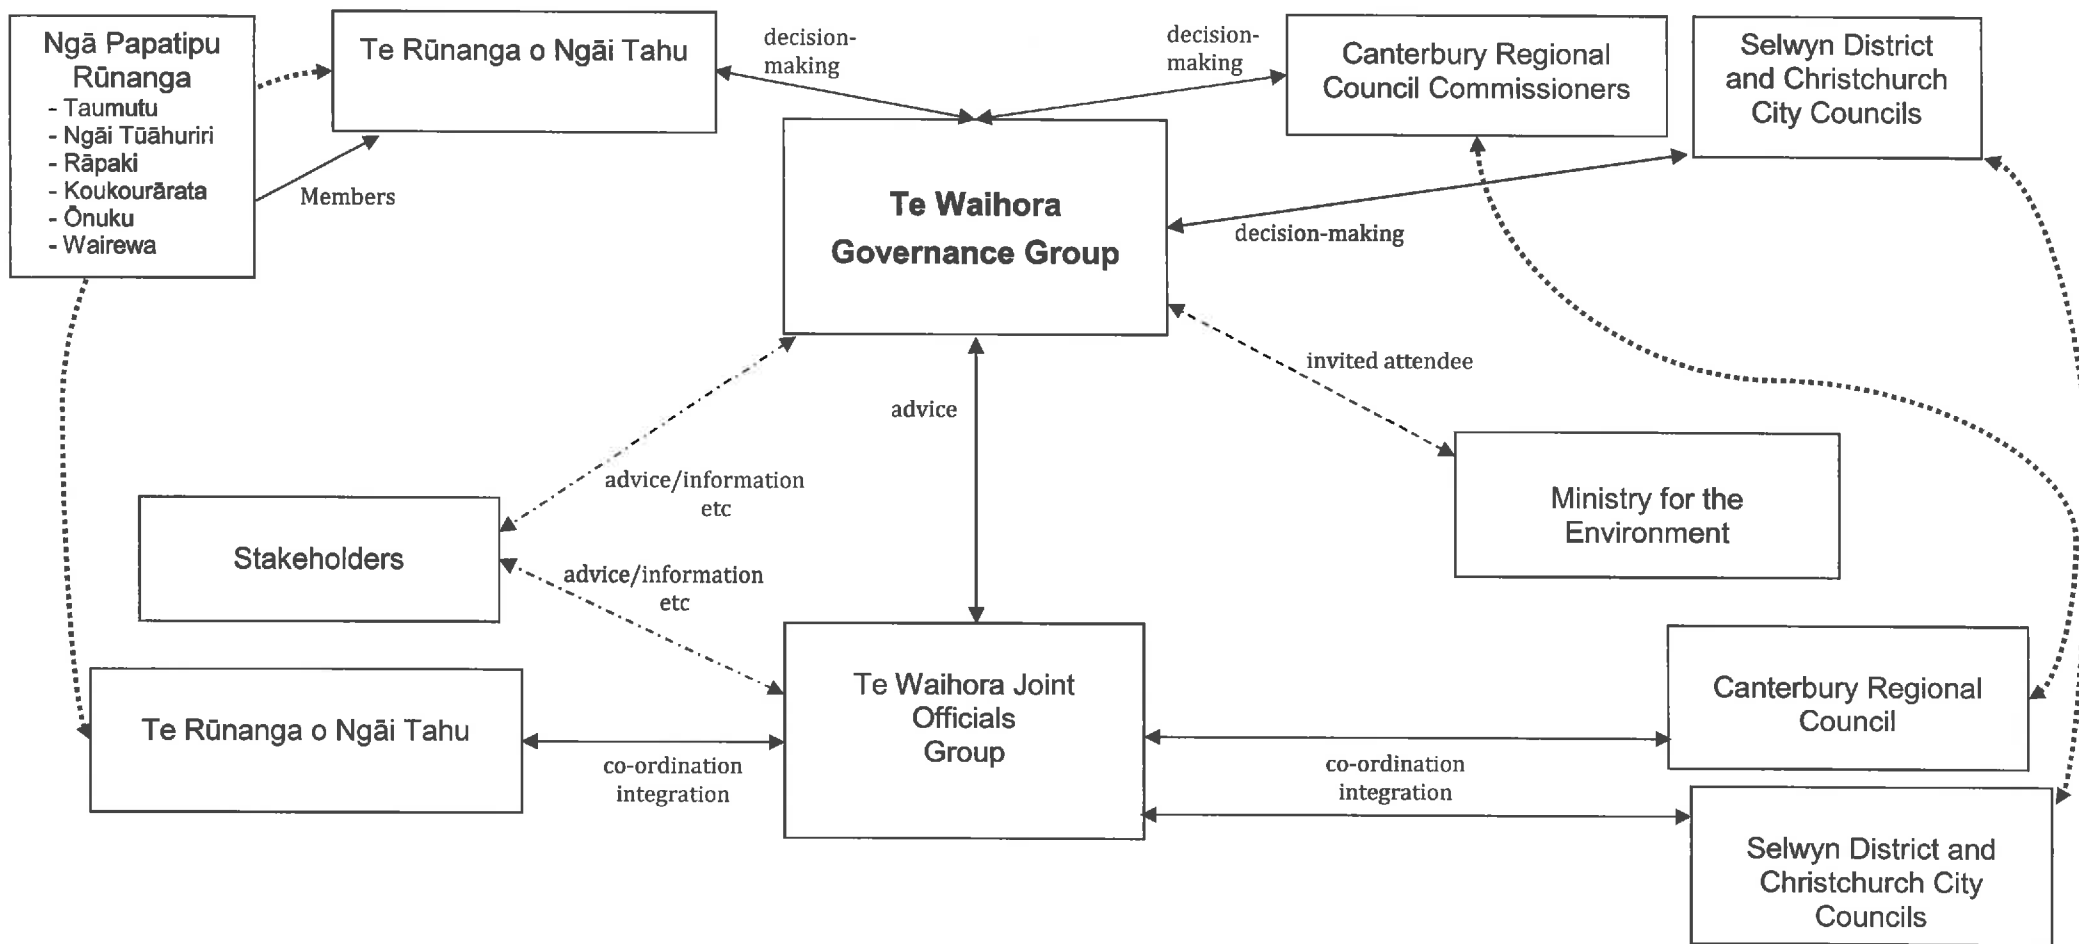 Ngā Papatipu
Rūnanga
- Taumutu
- Ngāi Tūāhuriri
- Rāpaki
- Koukourārata
- Ōnuku
- Wairewa
Members
Te Rūnanga o Ngāi Tahu
decision-
making
decision-
making
Canterbury Regional
Council Commissioners
Selwyn District
and Christchurch
City Councils
Te Waihora
Governance Group
decision-making
invited attendee
advice
advice/information
etc
Ministry for the
Environment
Stakeholders
advice/information
etc
Te Rūnanga o Ngāi Tahu
co-ordination
integration
Te Waihora Joint
Officials
Group
co-ordination
integration
Canterbury Regional
Council
Selwyn District and
Christchurch City
Councils